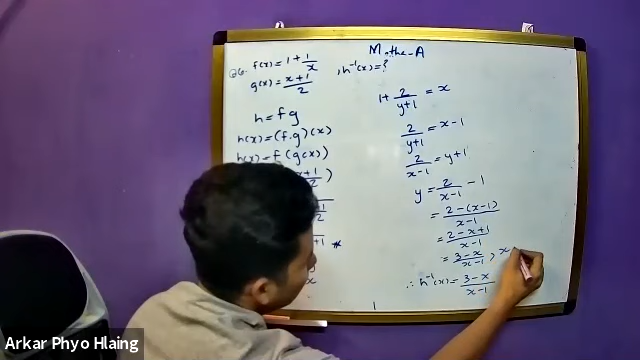 Maths-A
Q6. f(x) = 1 + 1/x , h⁻¹(x) = ?
g(x) = (x+1)/2
h = fg
h(x) = (f.g)(x)
h(x) = f(g(x))
1 + 2/(y+1) = x
2/(y+1) = x-1
2/(x-1) = y+1
y = 2/(x-1) - 1
= (2-(x-1))/(x-1)
= (2-x+1)/(x-1)
= (3-x)/(x-1) , x
∴ h⁻¹(x) = (3-x)/(x-1)
Arkar Phyo Hlaing